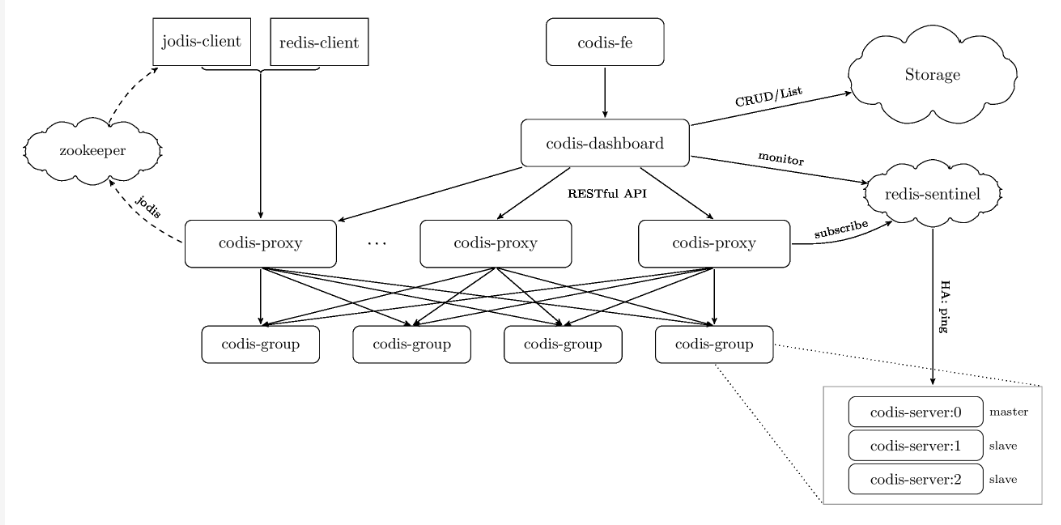 jodis-client
redis-client
codis-fe
Storage
CRUD/List
zookeeper
codis-dashboard
monitor
RESTful API
redis-sentinel
jodis
codis-proxy
...
codis-proxy
codis-proxy
subscribe
HA: ping
codis-group
codis-group
codis-group
codis-group
codis-server:0 master
codis-server:1 slave
codis-server:2 slave